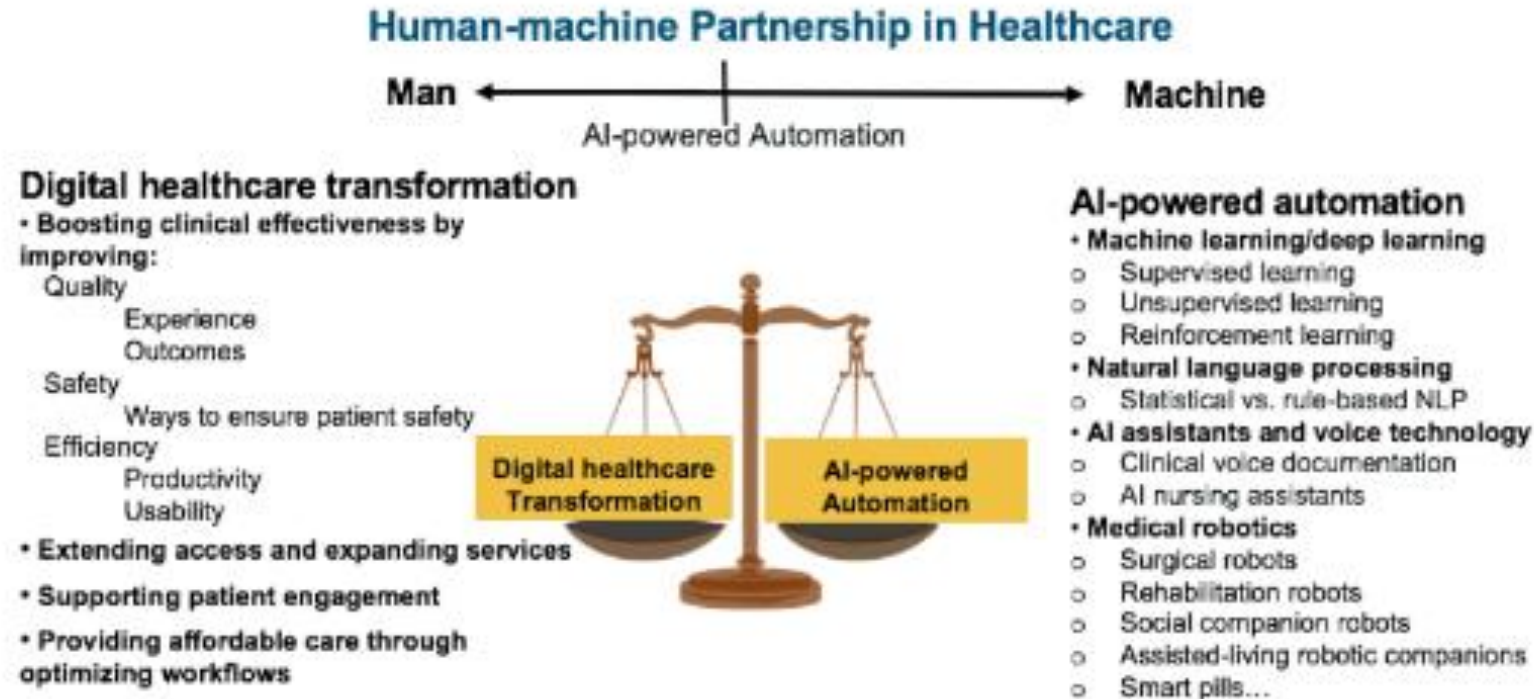 Human-machine Partnership in Healthcare
Man
Machine
AI-powered Automation
Digital healthcare transformation
• Boosting clinical effectiveness by
improving:
Quality
Experience
Outcomes
Safety
Ways to ensure patient safety
Efficiency
Productivity
Usability
• Extending access and expanding services
• Supporting patient engagement
• Providing affordable care through
optimizing workflows
Digital healthcare
Transformation
AI-powered
Automation
AI-powered automation
• Machine learning/deep learning
o Supervised learning
o Unsupervised learning
o Reinforcement learning
• Natural language processing
o Statistical vs. rule-based NLP
• AI assistants and voice technology
o Clinical voice documentation
o AI nursing assistants
• Medical robotics
o Surgical robots
o Rehabilitation robots
o Social companion robots
o Assisted-living robotic companions
o Smart pills...